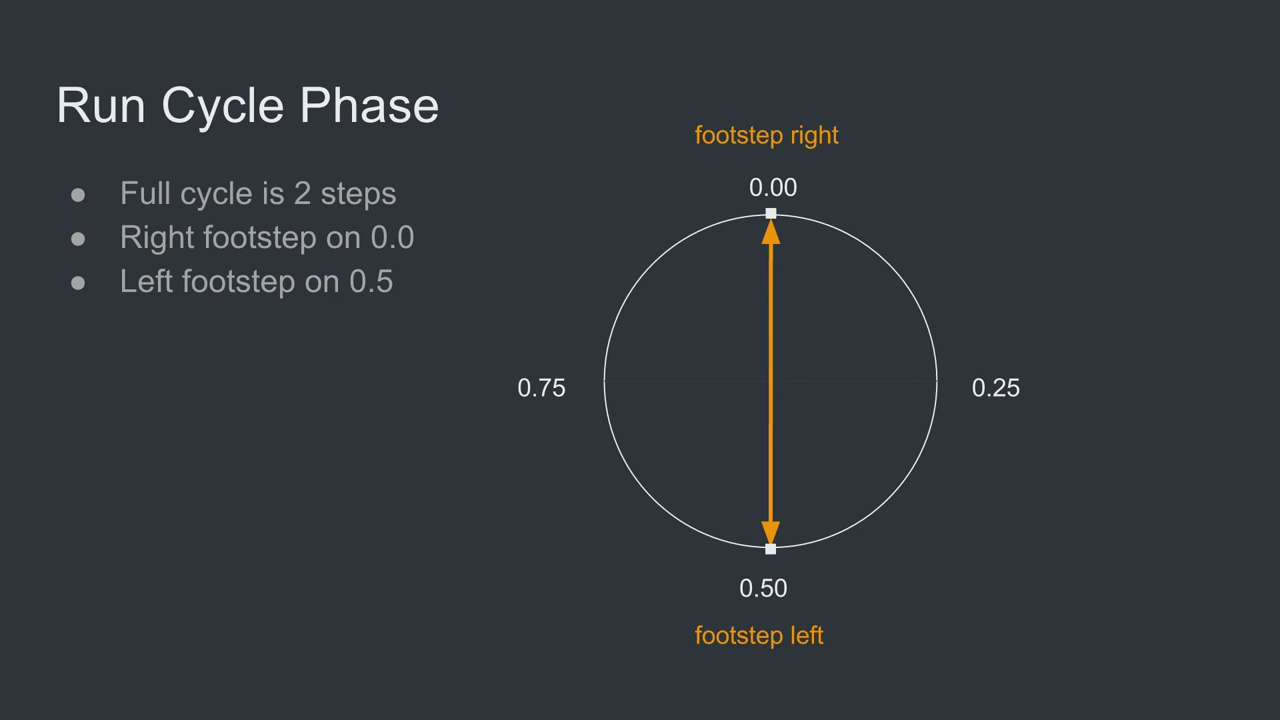 Run Cycle Phase
● Full cycle is 2 steps
● Right footstep on 0.0
● Left footstep on 0.5
footstep right
0.00
0.75
0.25
0.50
footstep left